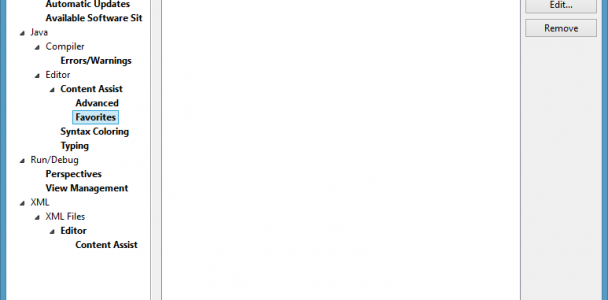 Automatic Updates
Available Software Sit
Java
Compiler
Errors/Warnings
Editor
Content Assist
Advanced
Favorites
Syntax Coloring
Typing
Run/Debug
Perspectives
View Management
XML
XML Files
Editor
Content Assist
Edit...
Remove